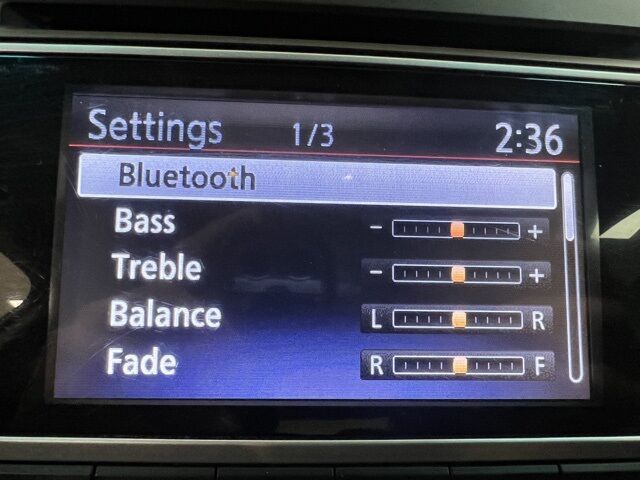 Settings 1/3 2:36
Bluetooth
Bass - +
Treble - +
Balance L R
Fade R F